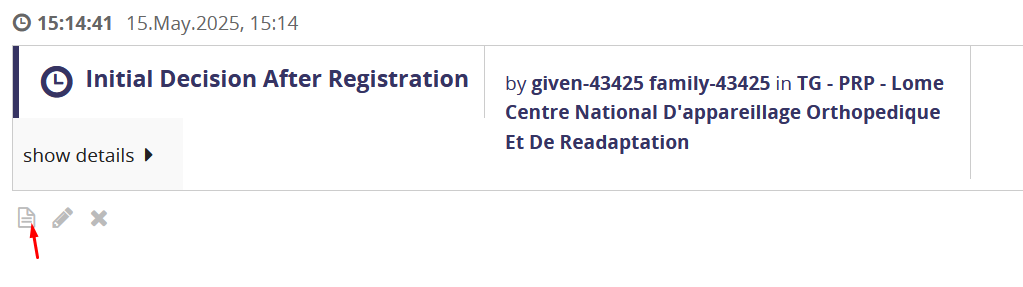 15:14:41 15.May.2025, 15:14
Initial Decision After Registration
by given-43425 family-43425 in TG - PRP - Lome
Centre National D'appareillage Orthopedique
Et De Readaptation
show details